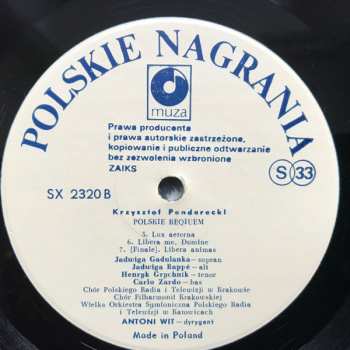 POLSKIE NAGRANIA
muza
Prawa producenta
i prawa autorskie zastrzeżone,
kopiowanie i publiczne odtwarzanie
bez zezwolenia wzbronione
ZAIKS
S 33
SX 2320 B
Krzysztof Penderecki
POLSKIE REQIUEM
5. Lux aeterna
6. Libera me, Domine
7. [Finale]. Libera animas
Jadwiga Gadulanka — sopran
Jadwiga Rappé — alt
Henryk Grychnik — tenor
Carlo Zardo — bas
Chór Polskiego Radia i Telewizji w Krakowie
Chór Filharmonii Krakowskiej
Wielka Orkiestra Symfoniczna Polskiego Radia
i Telewizji w Katowicach
ANTONI WIT — dyrygent
Made in Poland